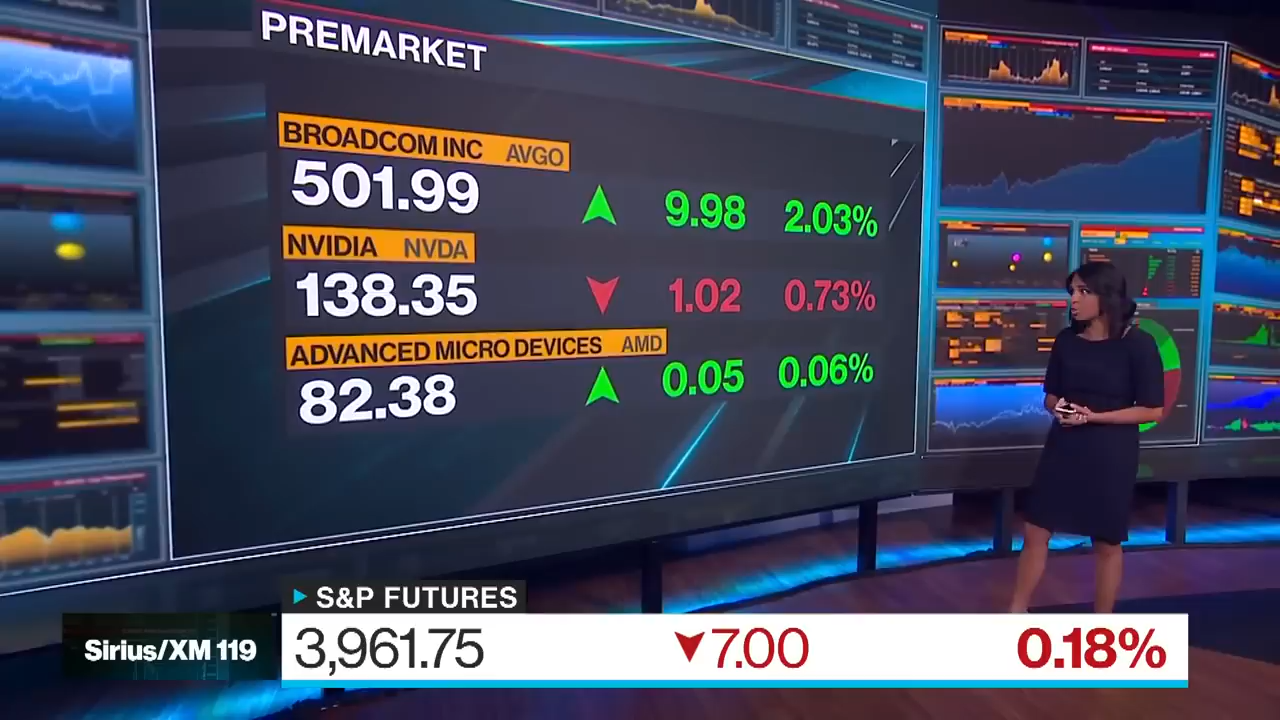 PREMARKET
BROADCOM INC AVGO
501.99 9.98 2.03%
NVIDIA NVDA
138.35 1.02 0.73%
ADVANCED MICRO DEVICES AMD
82.38 0.05 0.06%
S&P FUTURES
Sirius/XM 119
3,961.75 7.00 0.18%